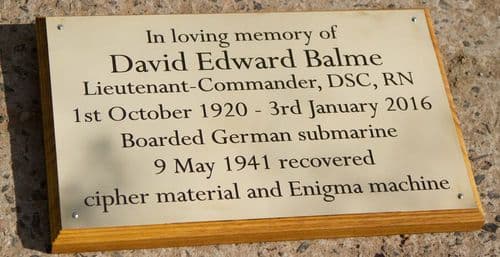 In loving memory of
David Edward Balme
Lieutenant-Commander, DSC, RN
1st October 1920 - 3rd January 2016
Boarded German submarine
9 May 1941 recovered
cipher material and Enigma machine